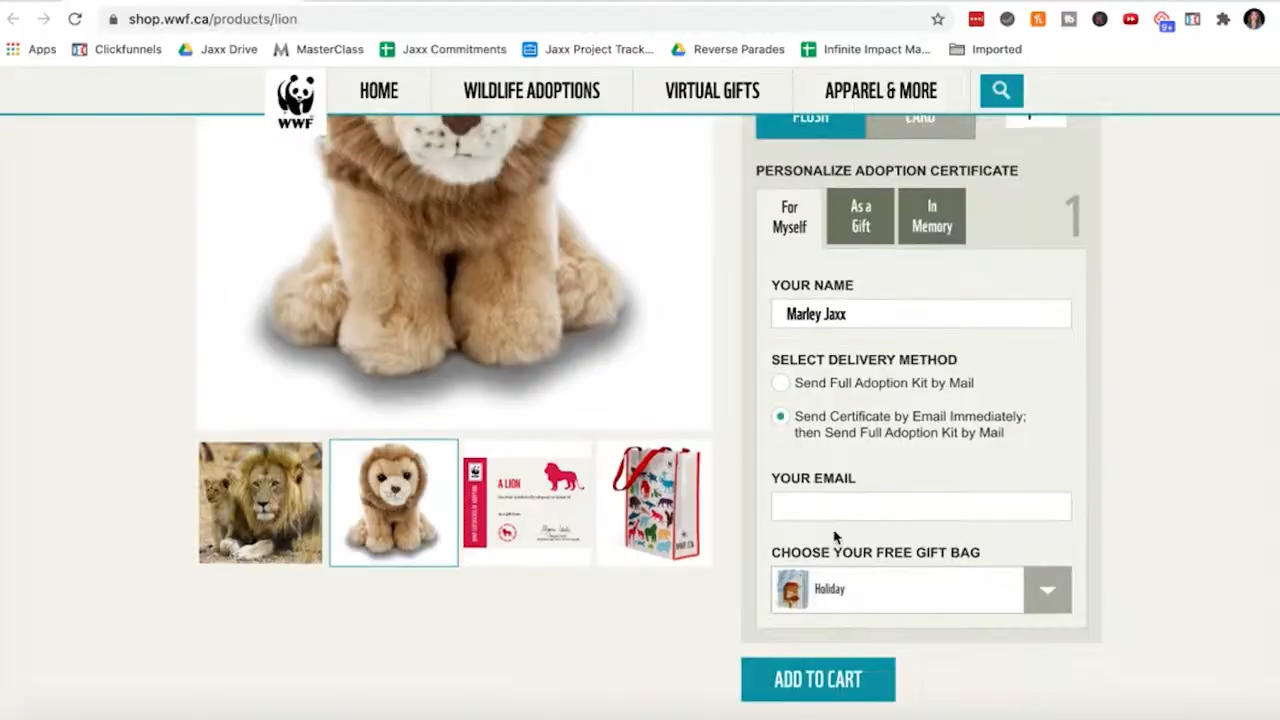 shop.wwf.ca/products/lion
9+
Apps Clickfunnels Jaxx Drive MasterClass Jaxx Commitments Jaxx Project Track... Reverse Parades Infinite Impact Ma... Imported
WWF HOME WILDLIFE ADOPTIONS VIRTUAL GIFTS APPAREL & MORE
PLUSH CARD
PERSONALIZE ADOPTION CERTIFICATE
For
Myself
As a
Gift
In
Memory
1
YOUR NAME
Marley Jaxx
SELECT DELIVERY METHOD
Send Full Adoption Kit by Mail
Send Certificate by Email Immediately;
then Send Full Adoption Kit by Mail
YOUR EMAIL
CHOOSE YOUR FREE GIFT BAG
Holiday
ADD TO CART
A LION